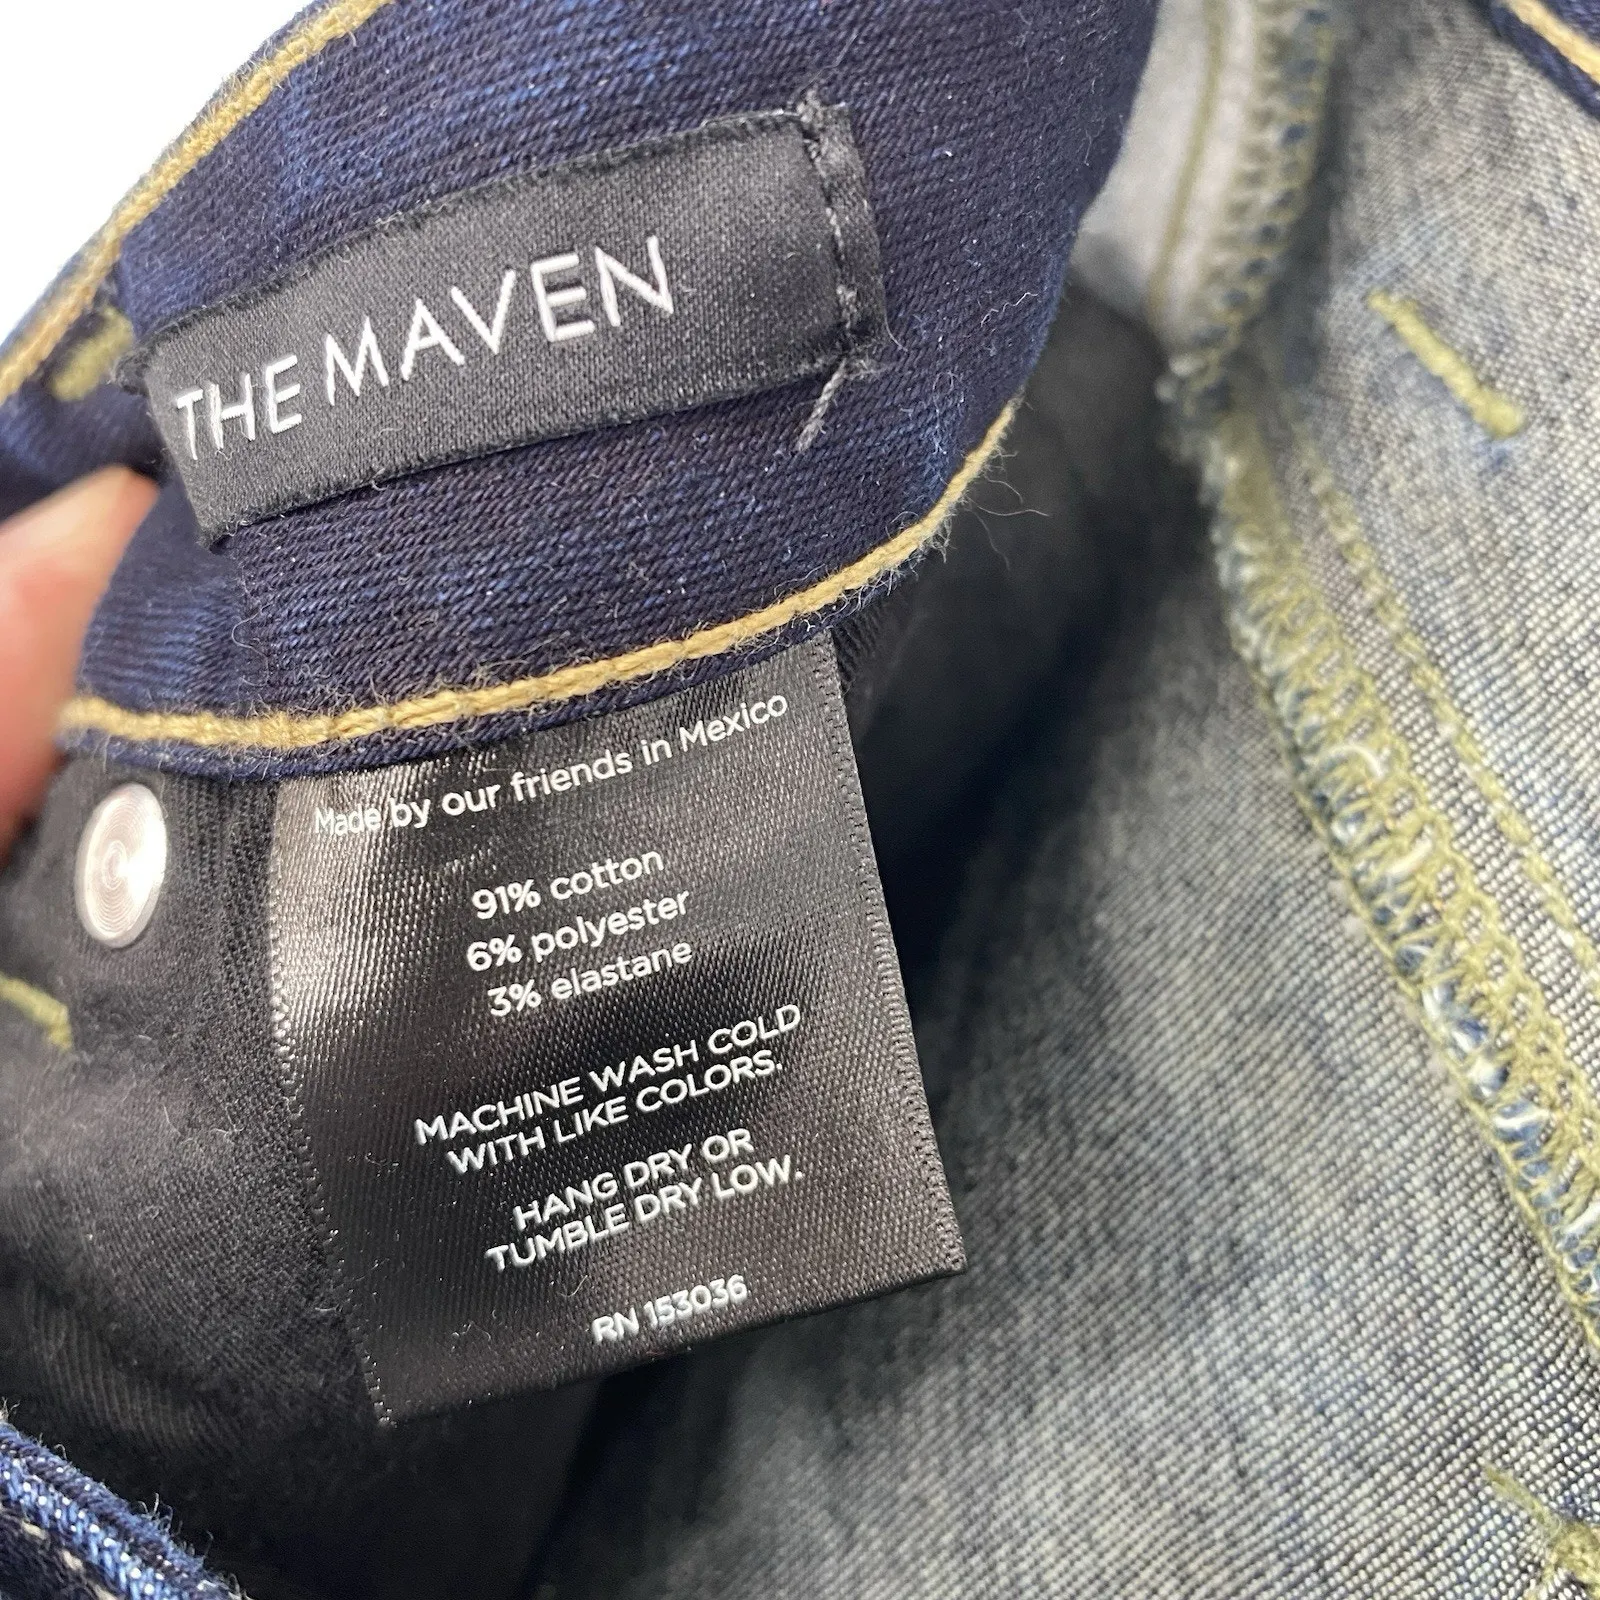 THE MAVEN
Made by our friends in Mexico
91% cotton
6% polyester
3% elastane
MACHINE WASH COLD
WITH LIKE COLORS.
HANG DRY OR
TUMBLE DRY LOW.
RN 153036